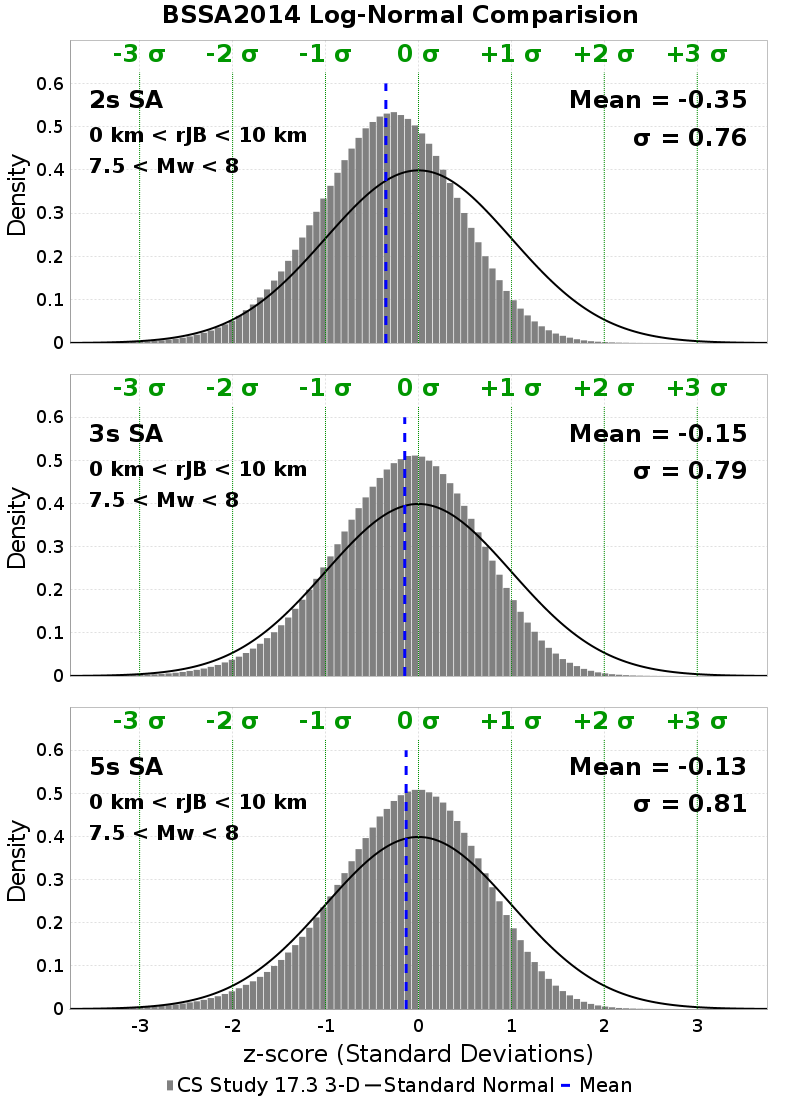 BSSA2014 Log-Normal Comparision
-3 σ -2 σ -1 σ 0 σ +1 σ +2 σ +3 σ
0.6
2s SA Mean = -0.35
0.5
0 km < rJB < 10 km σ = 0.76
7.5 < Mw < 8
0.4
Density
0.3
0.2
0.1
0
-3 σ -2 σ -1 σ 0 σ +1 σ +2 σ +3 σ
0.6
3s SA Mean = -0.15
0.5
0 km < rJB < 10 km σ = 0.79
7.5 < Mw < 8
0.4
Density
0.3
0.2
0.1
0
-3 σ -2 σ -1 σ 0 σ +1 σ +2 σ +3 σ
0.6
5s SA Mean = -0.13
0.5
0 km < rJB < 10 km σ = 0.81
7.5 < Mw < 8
0.4
Density
0.3
0.2
0.1
0
-3 -2 -1 0 1 2 3
z-score (Standard Deviations)
CS Study 17.3 3-D Standard Normal Mean